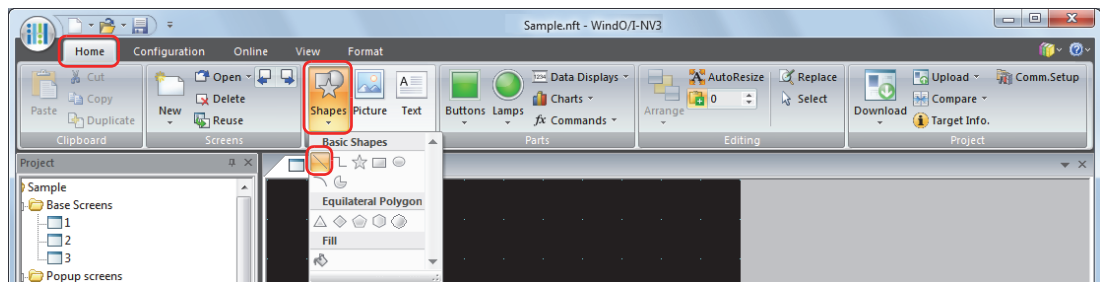 Sample.nft - WindO/I-NV3
Home Configuration Online View Format
Cut Open AutoResize Replace Upload Comm.Setup
1234 Data Displays
Copy Delete Charts 0 Select Compare
Paste New Shapes Picture Text Buttons Lamps Arrange Download
Duplicate Reuse fx Commands Target Info.
Clipboard Screens Parts Editing Project
Project
Basic Shapes
Sample
Base Screens
1
2
3
Popup screens
Equilateral Polygon
Fill